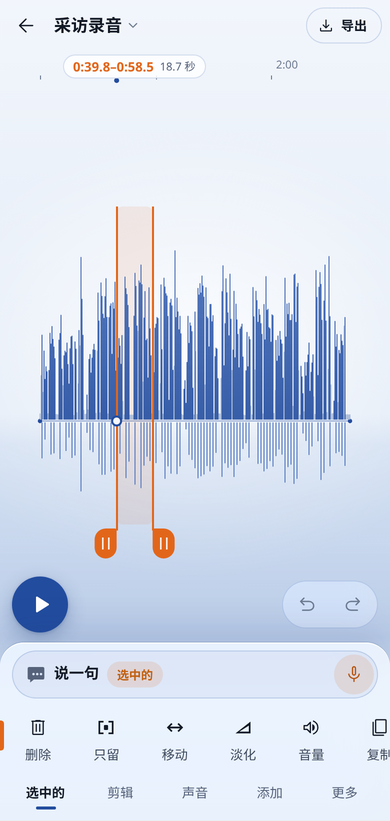 采访录音
导出
0:39.8–0:58.5 18.7 秒
2:00
说一句 选中的
删除 只留 移动 淡化 音量 复制
选中的 剪辑 声音 添加 更多